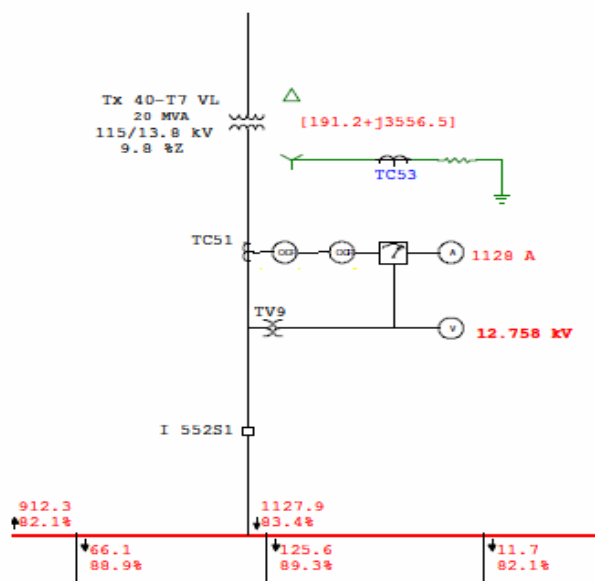 Tx 40-T7 VL
20 MVA
115/13.8 kV
9.8 %Z
[191.2+j3556.5]
TC53
TC51
A
1128 A
TV9
V
12.758 kV
I 552S1
912.3
82.1%
1127.9
83.4%
66.1
88.9%
125.6
89.3%
11.7
82.1%